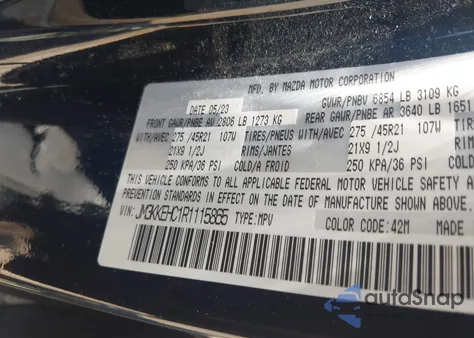 MFD. BY MAZDA MOTOR CORPORATION
DATE 05/23 GVWR/PNBV 6854 LB 3109 KG
FRONT GAWR/PNBE AV 2806 LB 1273 KG REAR GAWR/PNBE AR 3640 LB 1651
WITH/AVEC 275 /45R21 107W TIRES/PNEUS WITH/AVEC 275 /45R21 107W
21X9 1/2J RIMS/JANTES 21X9 1/2J
250 KPA/36 PSI COLD/A FROID 250 KPA/36 PSI COLD/A
THIS VEHICLE CONFORMS TO ALL APPLICABLE FEDERAL MOTOR VEHICLE SAFETY
PREVENTION STANDARDS IN EFFECT ON THE DATE OF MANUFACTURE SHOWN ABOVE.
VIN: JM3KKEHC1R1115865 TYPE:MPV
COLOR CODE:42M MADE
autoSnap